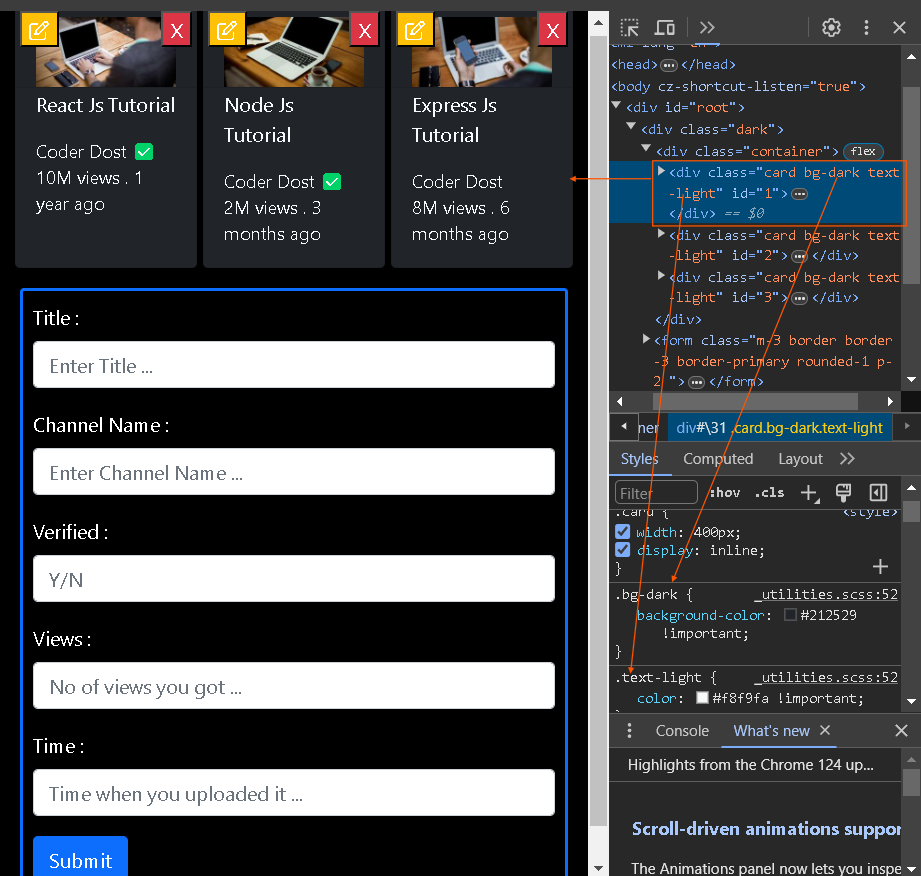 X
X
X
React Js Tutorial
Coder Dost ✅
10M views . 1
year ago
Node Js
Tutorial
Coder Dost ✅
2M views . 3
months ago
Express Js
Tutorial
Coder Dost
8M views . 6
months ago
Title :
Enter Title ...
Channel Name :
Enter Channel Name ...
Verified :
Y/N
Views :
No of views you got ...
Time :
Time when you uploaded it ...
Submit
<head> ••• </head>
<body cz-shortcut-listen="true">
<div id="root">
<div class="dark">
<div class="container"> flex
<div class="card bg-dark text
-light" id="1"> •••
</div> == $0
<div class="card bg-dark text
-light" id="2"> ••• </div>
<div class="card bg-dark text
-light" id="3"> ••• </div>
</div>
<form class="m-3 border border
-3 border-primary rounded-1 p-
2 "> ••• </form>
ner div#\31 .card.bg-dark.text-light
Styles Computed Layout
Filter :hov .cls
.card { <style>
width: 400px;
display: inline;
}
.bg-dark { _utilities.scss:52
background-color: #212529
!important;
}
.text-light { _utilities.scss:52
color: #f8f9fa !important;
Console What's new
Highlights from the Chrome 124 up...
Scroll-driven animations suppor
The Animations panel now lets you inspe